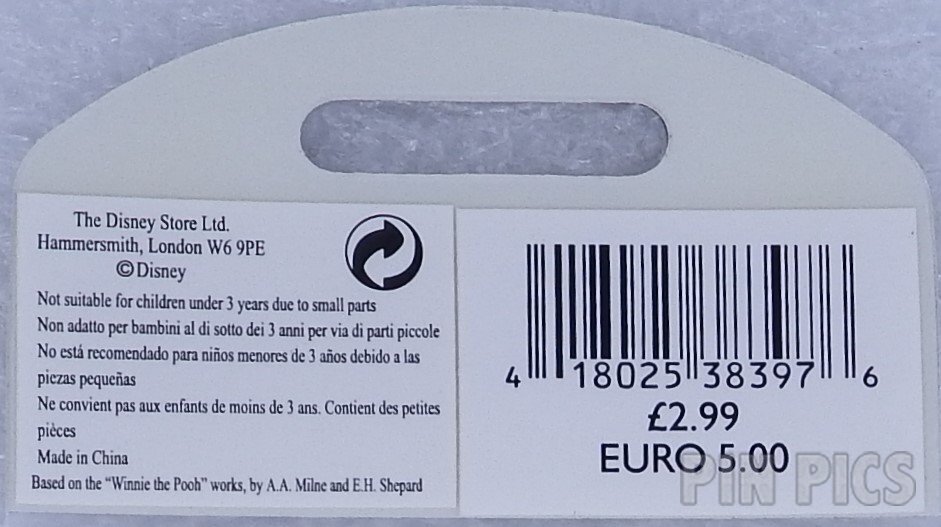 The Disney Store Ltd.
Hammersmith, London W6 9PE
©Disney
Not suitable for children under 3 years due to small parts
Non adatto per bambini al di sotto dei 3 anni per via di parti piccole
No está recomendado para niños menores de 3 años debido a las
piezas pequeñas
Ne convient pas aux enfants de moins de 3 ans. Contient des petites
pièces
Made in China
Based on the “Winnie the Pooh” works, by A.A. Milne and E.H. Shepard
4 18025 38397 6
£2.99
EURO 5.00
PIN PICS